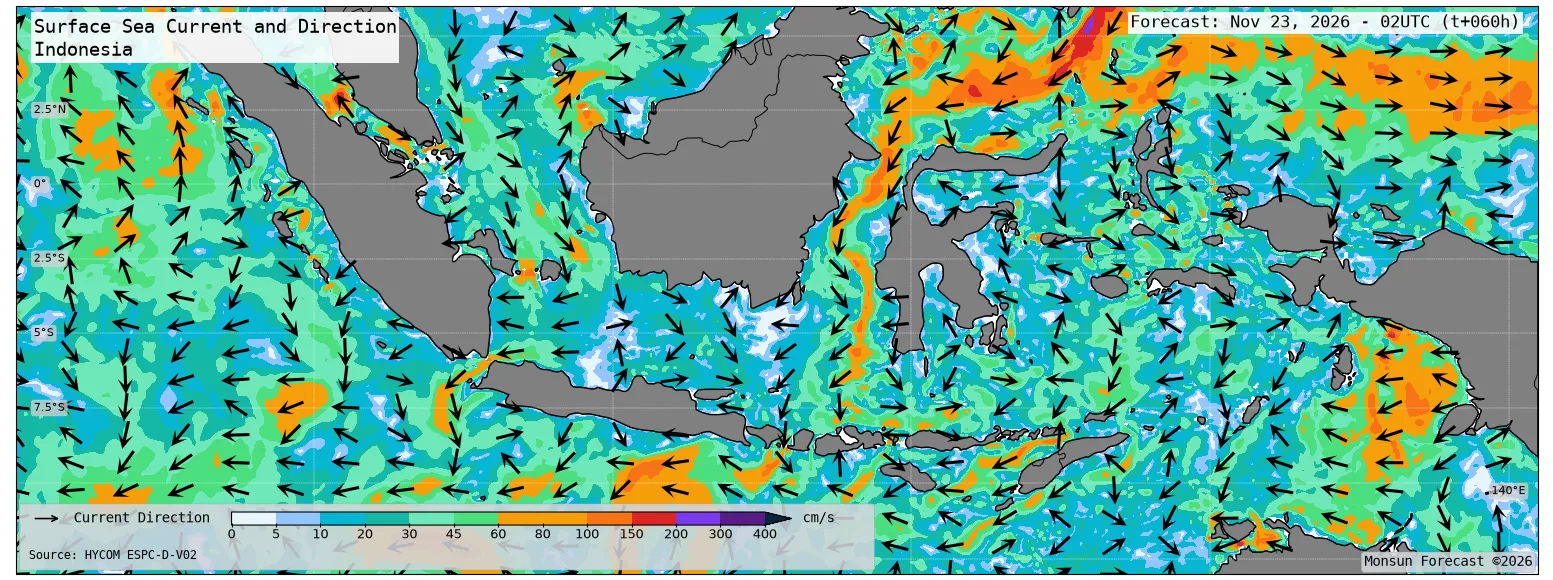 Surface Sea Current and Direction
Indonesia
Forecast: Nov 23, 2026 - 02UTC (t+060h)
2.5°N
0°
2.5°S
5°S
7.5°S
140°E
Current Direction
0 5 10 20 30 45 60 80 100 150 200 300 400 cm/s
Source: HYCOM ESPC-D-V02
Monsun Forecast ©2026